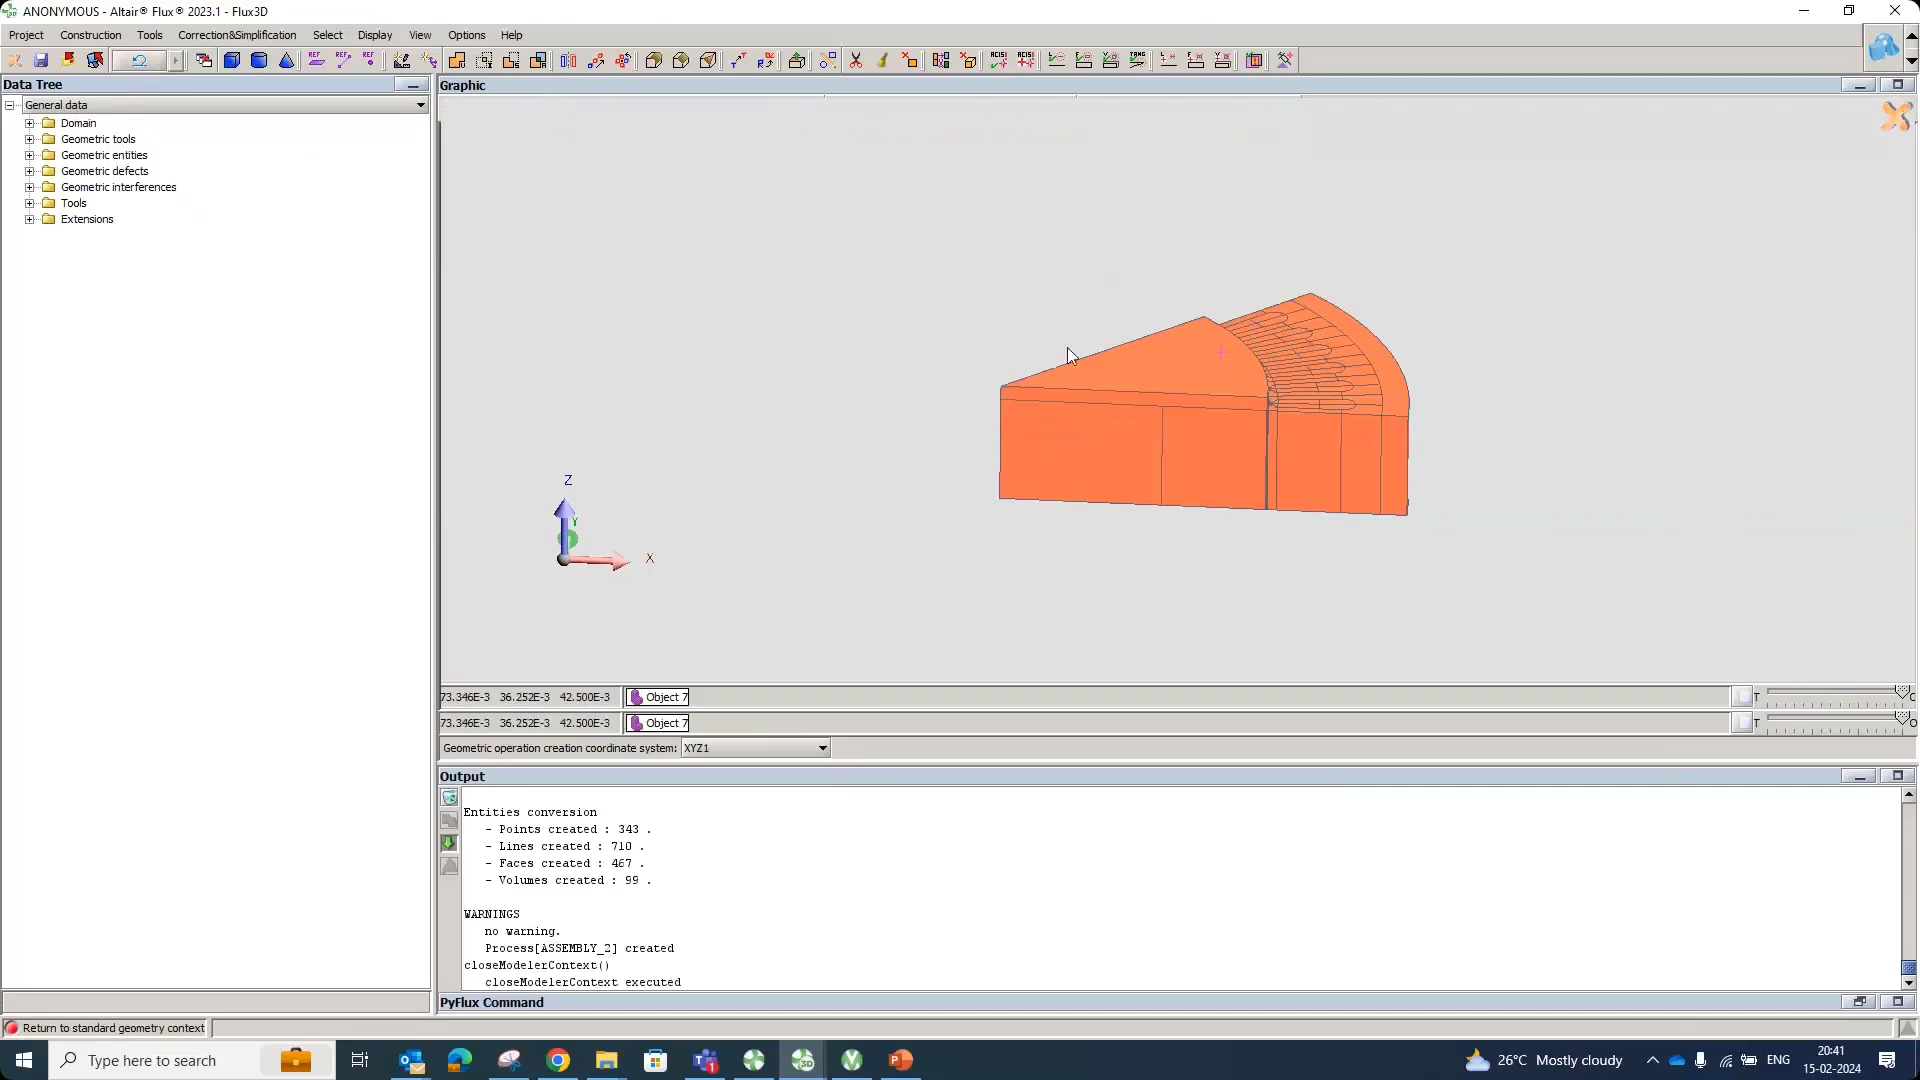 ANONYMOUS - Altair® Flux® 2023.1 - Flux3D
Project Construction Tools Correction&Simplification Select Display View Options Help
Data Tree
General data
Domain
Geometric tools
Geometric entities
Geometric defects
Geometric interferences
Tools
Extensions
Graphic
Z
Y
X
73.346E-3 36.252E-3 42.500E-3 Object 7
T
73.346E-3 36.252E-3 42.500E-3 Object 7
T
Geometric operation creation coordinate system: XYZ1
Output
Entities conversion
- Points created : 343 .
- Lines created : 710 .
- Faces created : 467 .
- Volumes created : 99 .
WARNINGS
no warning.
Process[ASSEMBLY_2] created
closeModelerContext()
closeModelerContext executed
PyFlux Command
Return to standard geometry context
Type here to search
26°C Mostly cloudy
ENG
20:41
15-02-2024